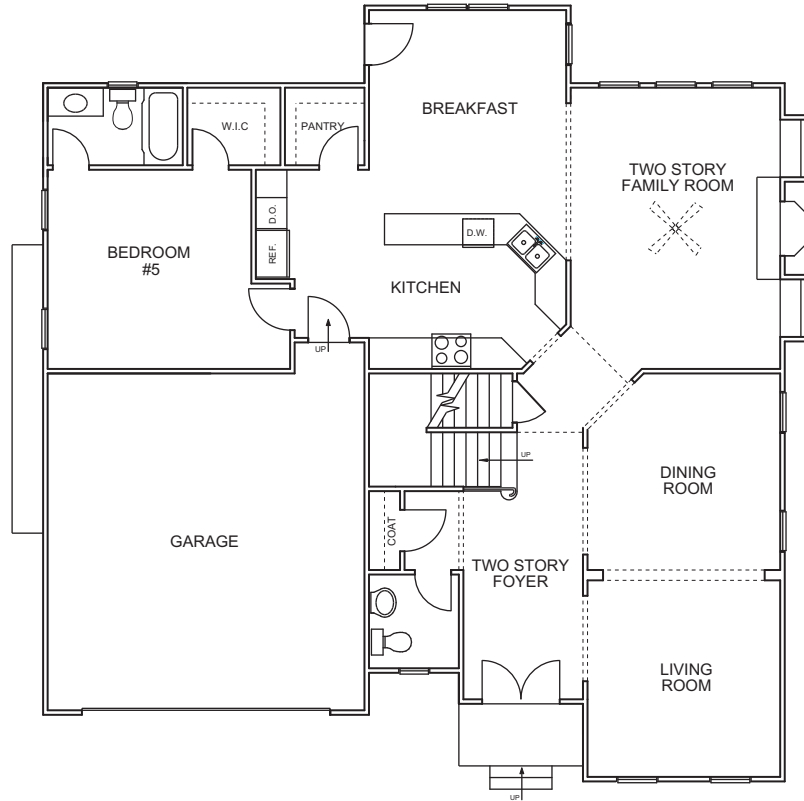 BREAKFAST
W.I.C
PANTRY
TWO STORY
FAMILY ROOM
D.O.
D.W.
BEDROOM
#5
REF.
KITCHEN
UP
UP
DINING
ROOM
COAT
GARAGE
TWO STORY
FOYER
LIVING
ROOM
UP